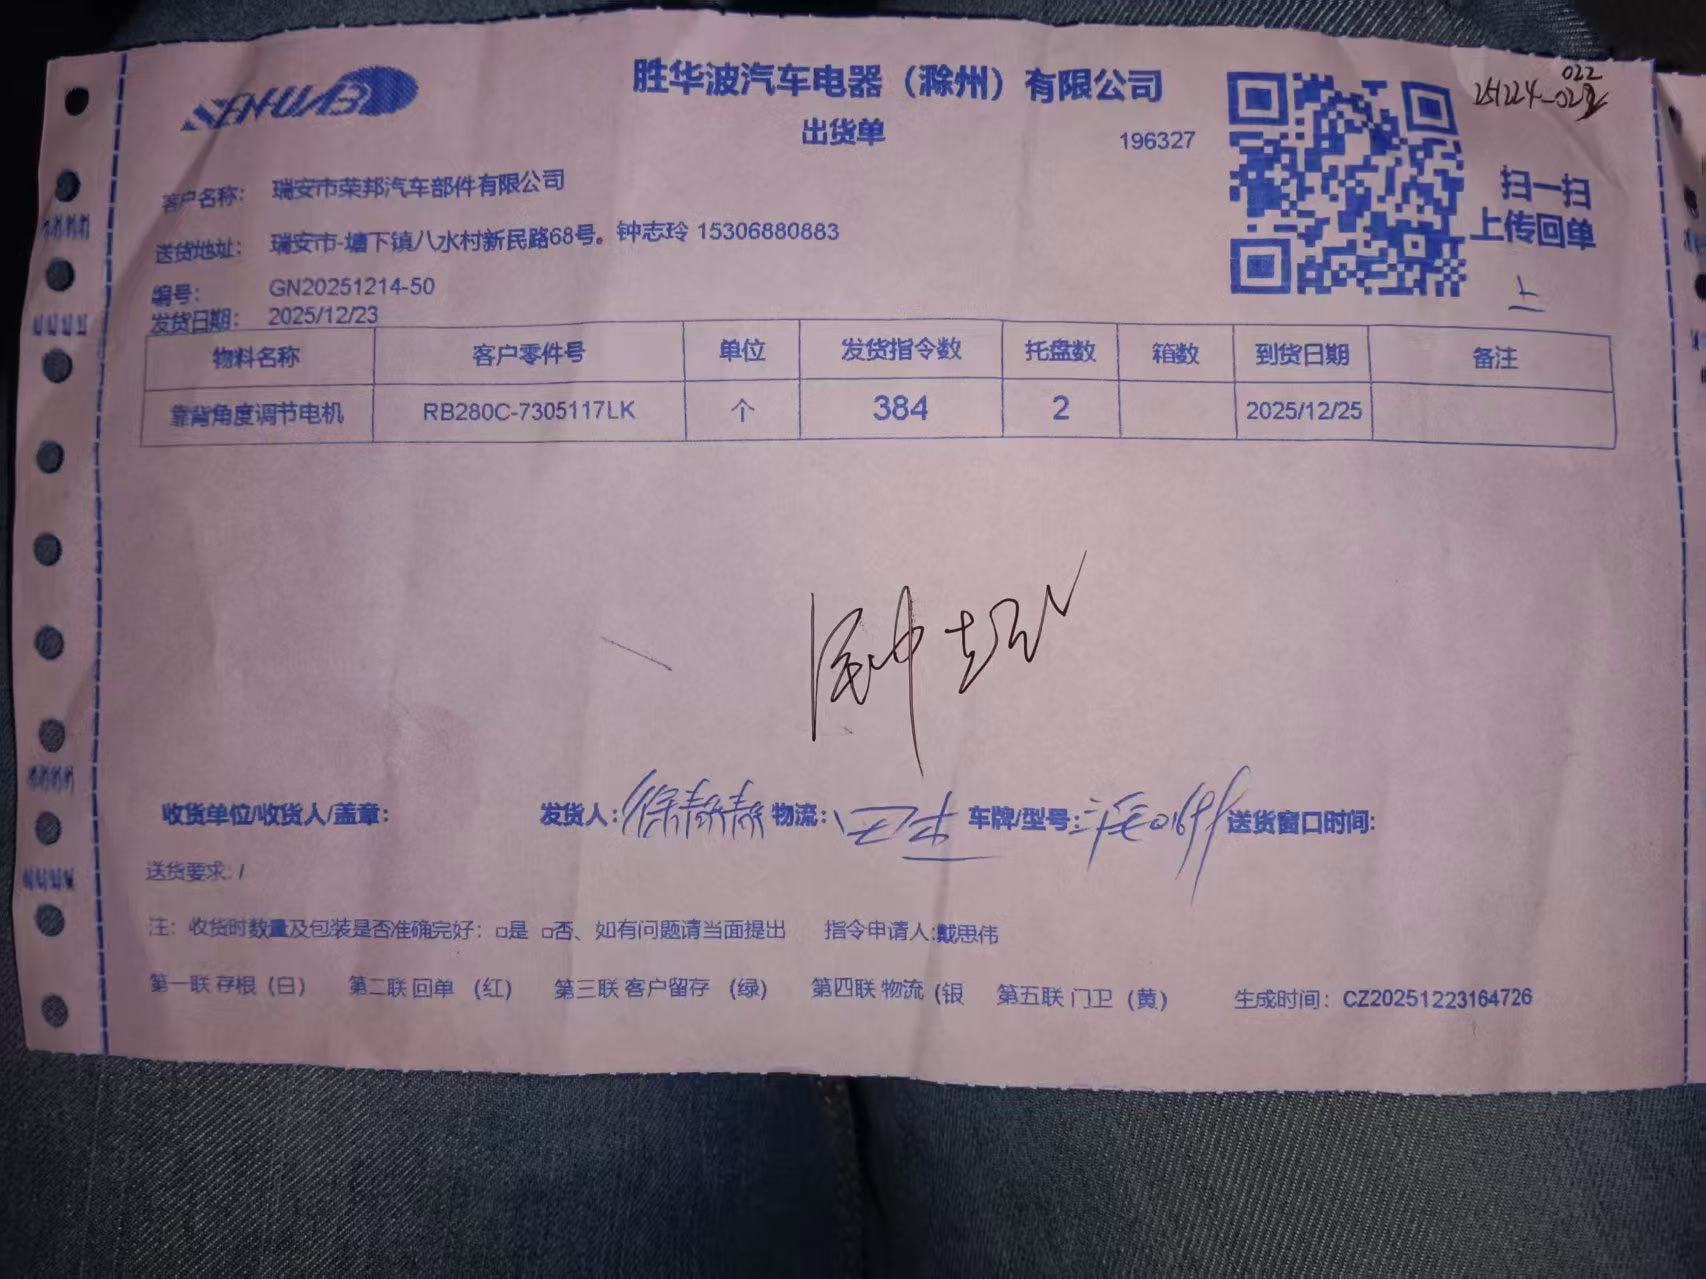 SENHUAB
胜华波汽车电器（滁州）有限公司
出货单
196327
022
251224-022
扫一扫
上传回单
上
客户名称： 瑞安市荣邦汽车部件有限公司
送货地址： 瑞安市-塘下镇八水村新民路68号。钟志玲 15306880883
编号： GN20251214-50
发货日期： 2025/12/23
物料名称 客户零件号 单位 发货指令数 托盘数 箱数 到货日期 备注
靠背角度调节电机 RB280C-7305117LK 个 384 2 2025/12/25
收货单位/收货人/盖章： 发货人：徐静静 物流： 车牌/型号： 送货窗口时间:
送货要求: /
注：收货时数量及包装是否准确完好：□是 □否、如有问题请当面提出 指令申请人:戴思伟
第一联 存根（白） 第二联 回单 （红） 第三联 客户留存 （绿） 第四联 物流（银 第五联 门卫（黄） 生成时间：CZ20251223164726